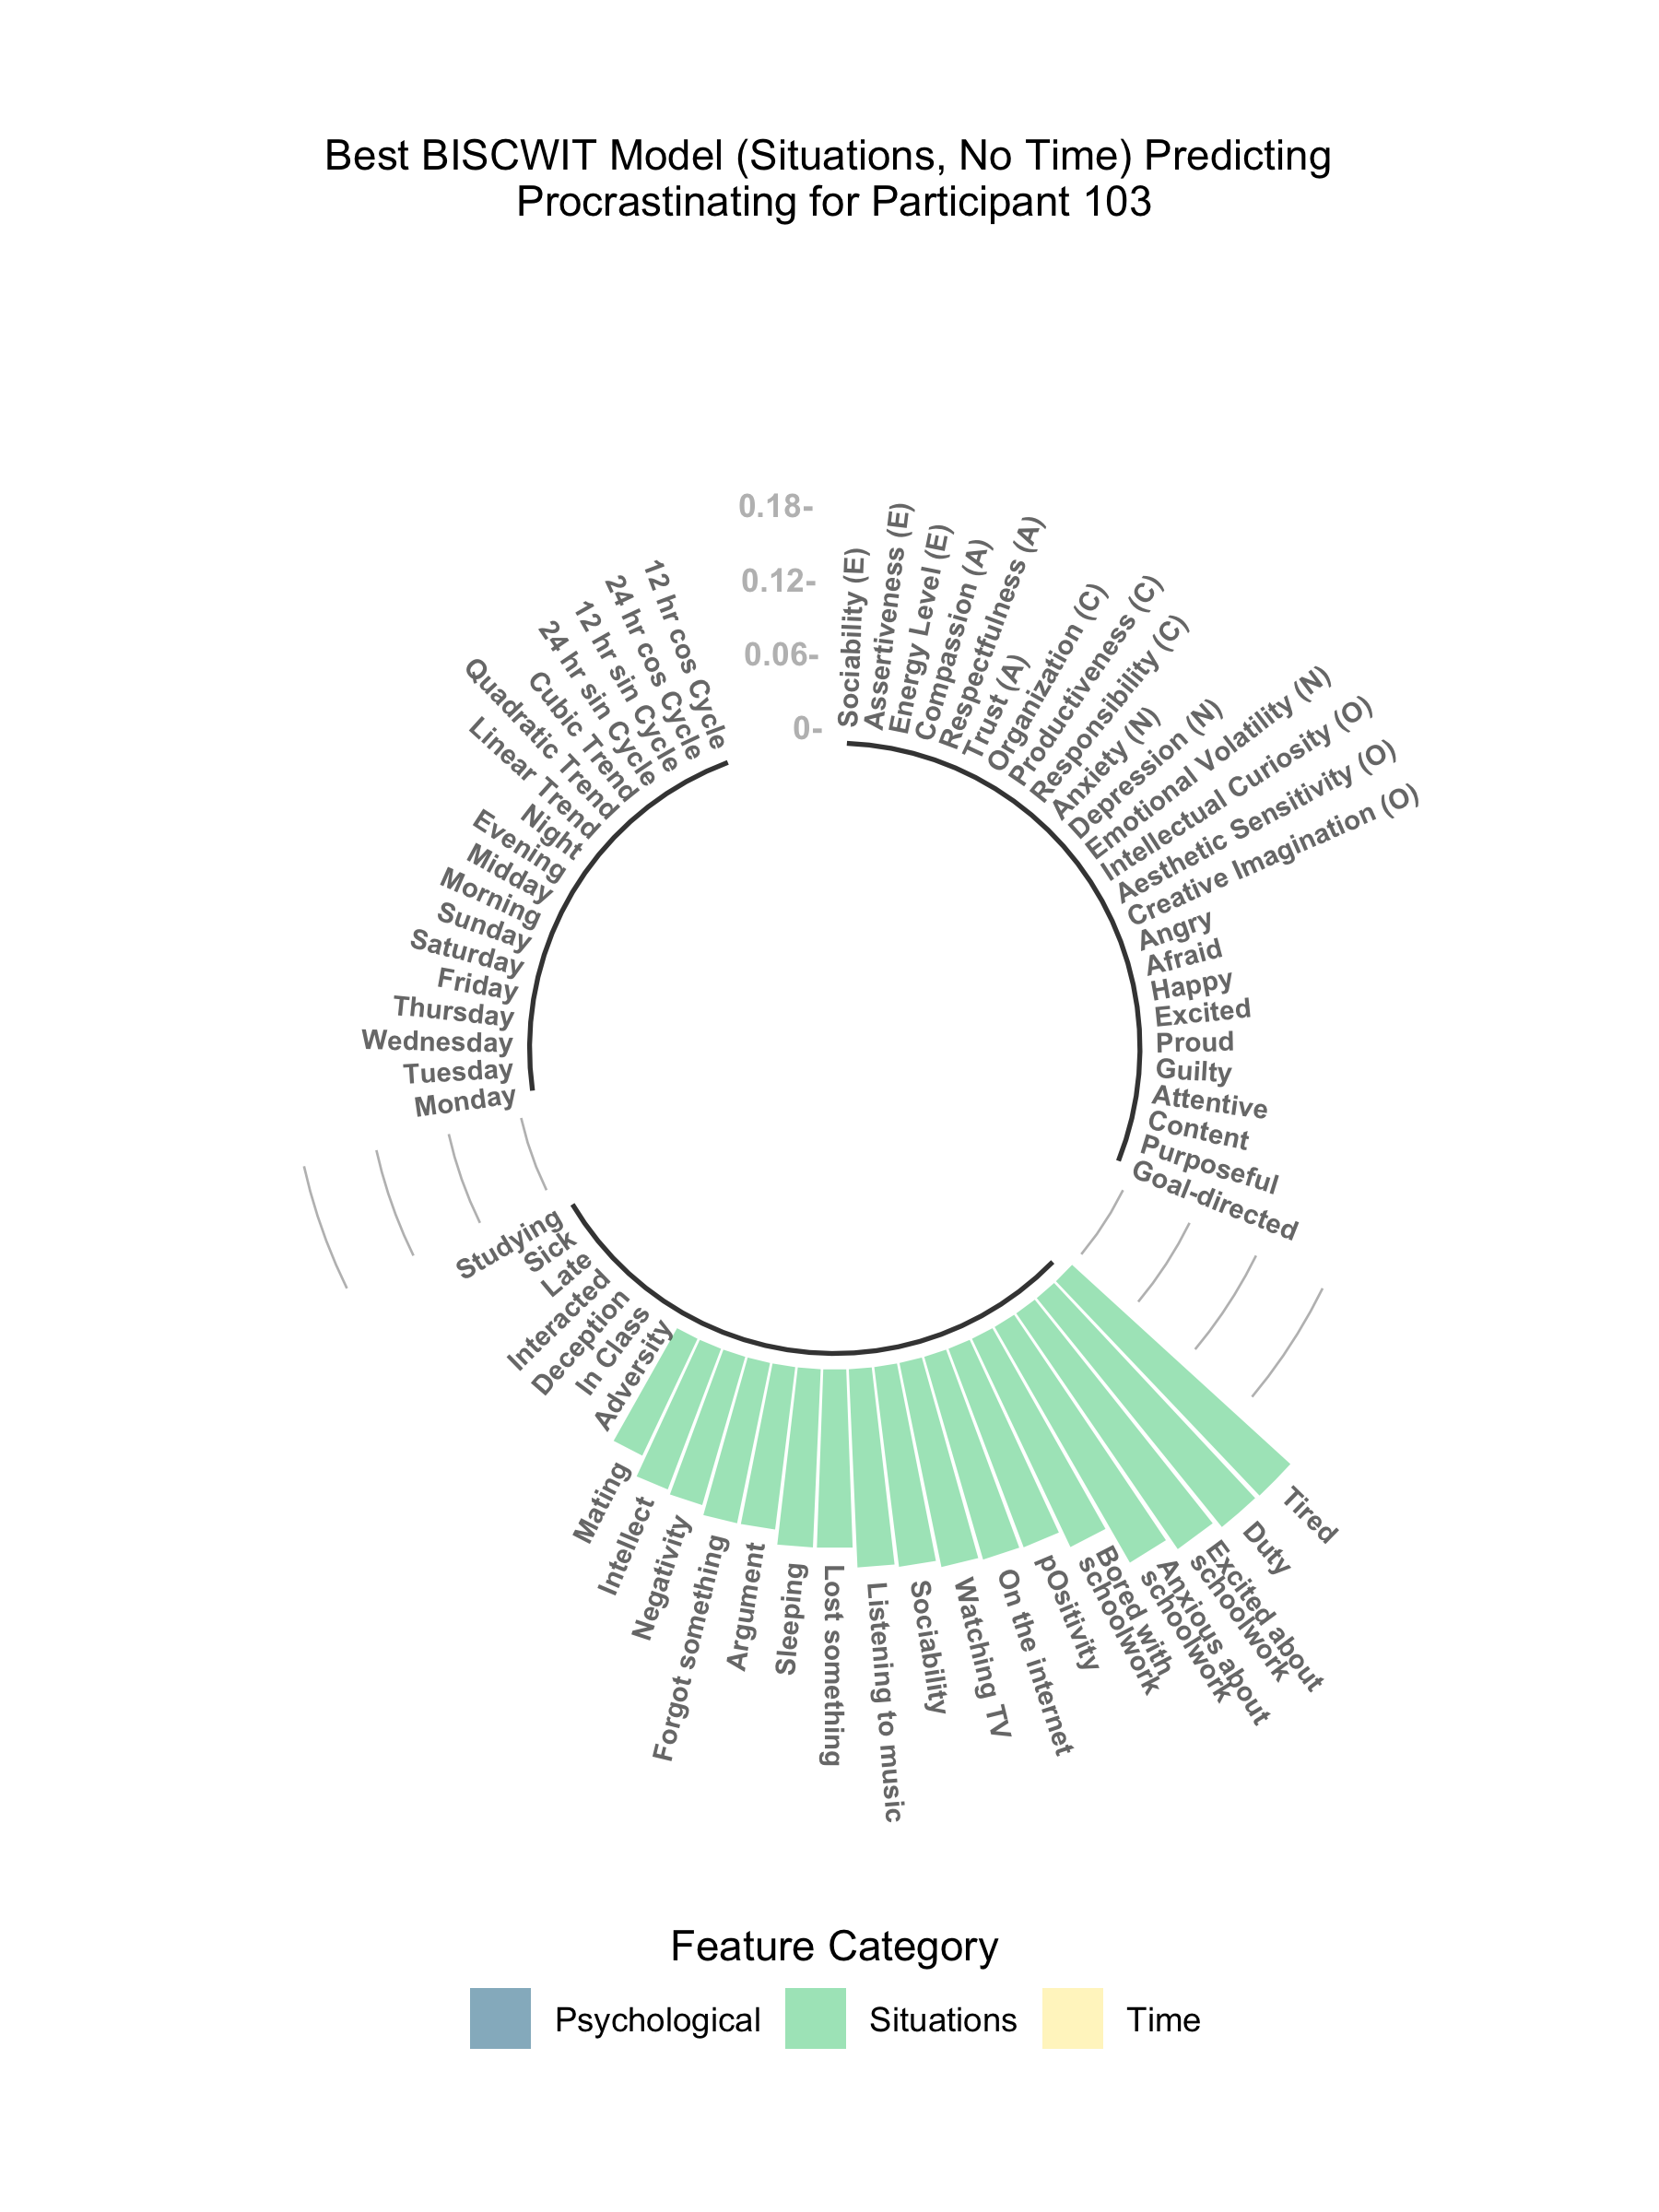 Best BISCWIT Model (Situations, No Time) Predicting
Procrastinating for Participant 103
0.18-
0.12-
0.06-
0-
Sociability (E)
Assertiveness (E)
Energy Level (E)
Compassion (A)
Respectfulness (A)
Trust (A)
Organization (C)
Productiveness (C)
Responsibility (C)
Anxiety (N)
Depression (N)
Emotional Volatility (N)
Intellectual Curiosity (O)
Aesthetic Sensitivity (O)
Creative Imagination (O)
Angry
Afraid
Happy
Excited
Proud
Guilty
Attentive
Content
Purposeful
Goal-directed
Tired
Duty
Excited about
schoolwork
Anxious about
schoolwork
Bored with
schoolwork
pOsitivity
On the internet
Watching TV
Sociability
Listening to music
Lost something
Sleeping
Argument
Forgot something
Negativity
Intellect
Mating
Adversity
In Class
Deception
Interacted
Late
Sick
Studying
Monday
Tuesday
Wednesday
Thursday
Friday
Saturday
Sunday
Morning
Midday
Evening
Night
Linear Trend
Quadratic Trend
Cubic Trend
24 hr sin Cycle
12 hr sin Cycle
24 hr cos Cycle
12 hr cos Cycle
Feature Category
Psychological
Situations
Time